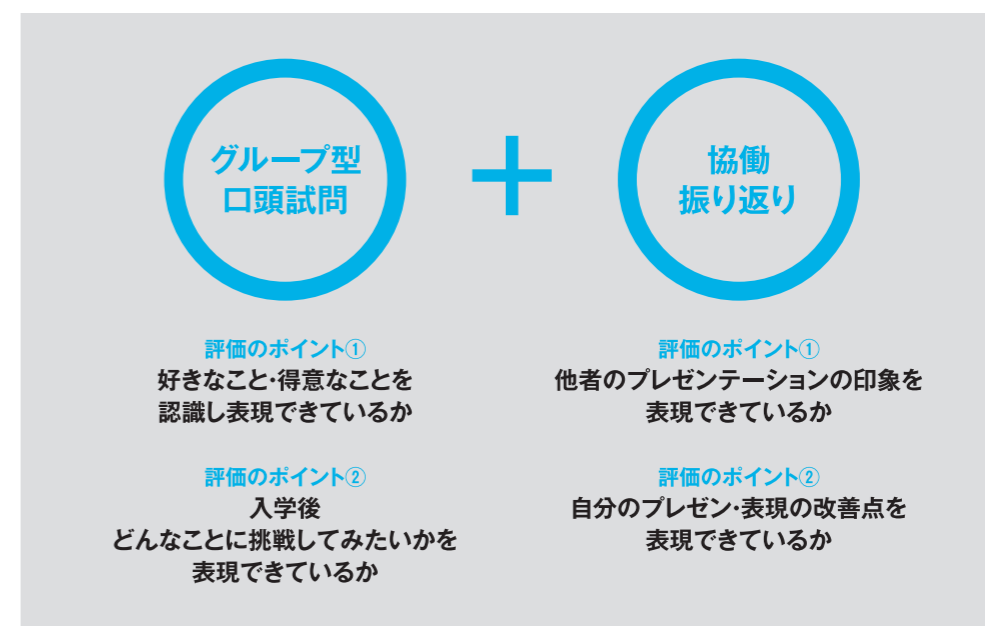 グループ型
口頭試問
＋
協働
振り返り
評価のポイント①
好きなこと・得意なことを
認識し表現できているか
評価のポイント②
入学後
どんなことに挑戦してみたいかを
表現できているか
評価のポイント①
他者のプレゼンテーションの印象を
表現できているか
評価のポイント②
自分のプレゼン・表現の改善点を
表現できているか